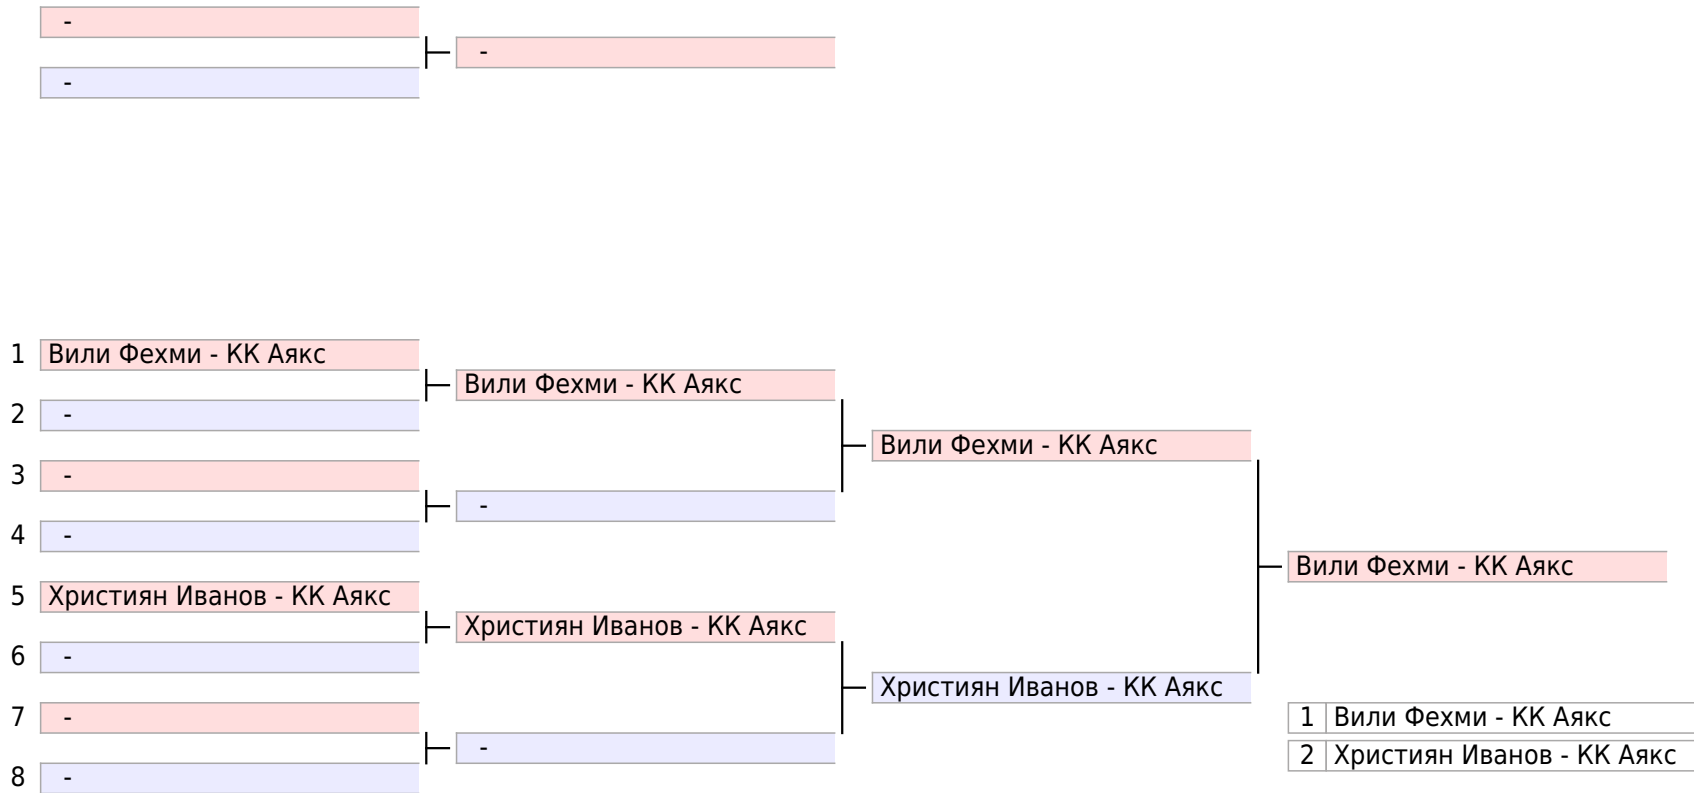 -
-
-
1 Вили Фехми - КК Аякс
Вили Фехми - КК Аякс
2 -
Вили Фехми - КК Аякс
3 -
-
4 -
Вили Фехми - КК Аякс
5 Християн Иванов - КК Аякс
Християн Иванов - КК Аякс
6 -
Християн Иванов - КК Аякс
7 -
1 Вили Фехми - КК Аякс
-
2 Християн Иванов - КК Аякс
8 -